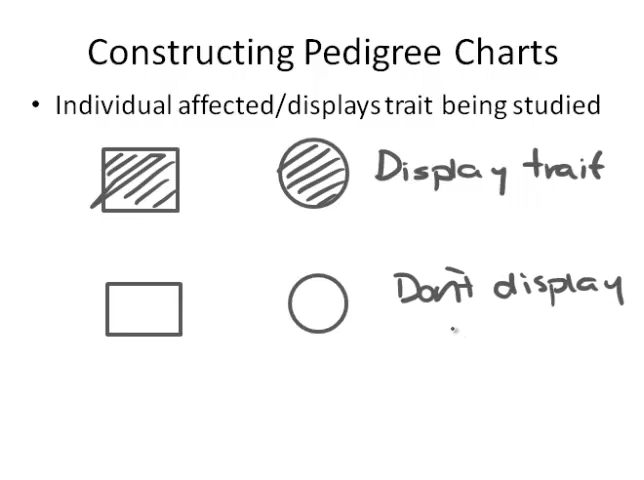 Constructing Pedigree Charts
• Individual affected/displays trait being studied
Display trait
Don't display